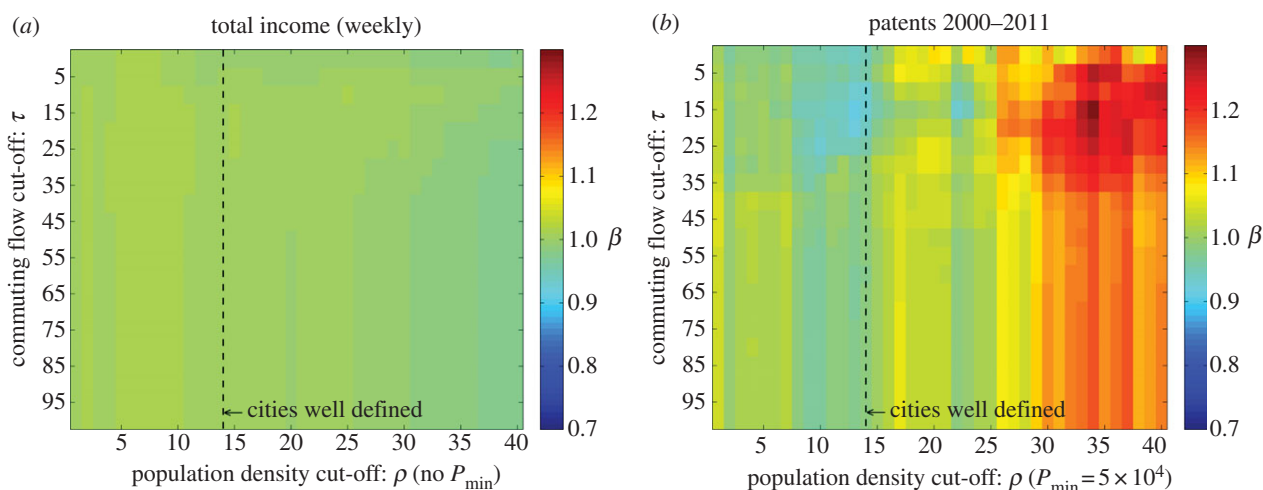 (a) total income (weekly)
commuting flow cut-off: τ
5
15
25
35
45
55
65
75
85
95
← cities well defined
5 10 15 20 25 30 35 40
population density cut-off: ρ (no Pmin)
1.2
1.1
1.0 β
0.9
0.8
0.7
(b) patents 2000–2011
commuting flow cut-off: τ
5
15
25
35
45
55
65
75
85
95
← cities well defined
5 10 15 20 25 30 35 40
population density cut-off: ρ (Pmin = 5 × 10⁴)
1.2
1.1
1.0 β
0.9
0.8
0.7